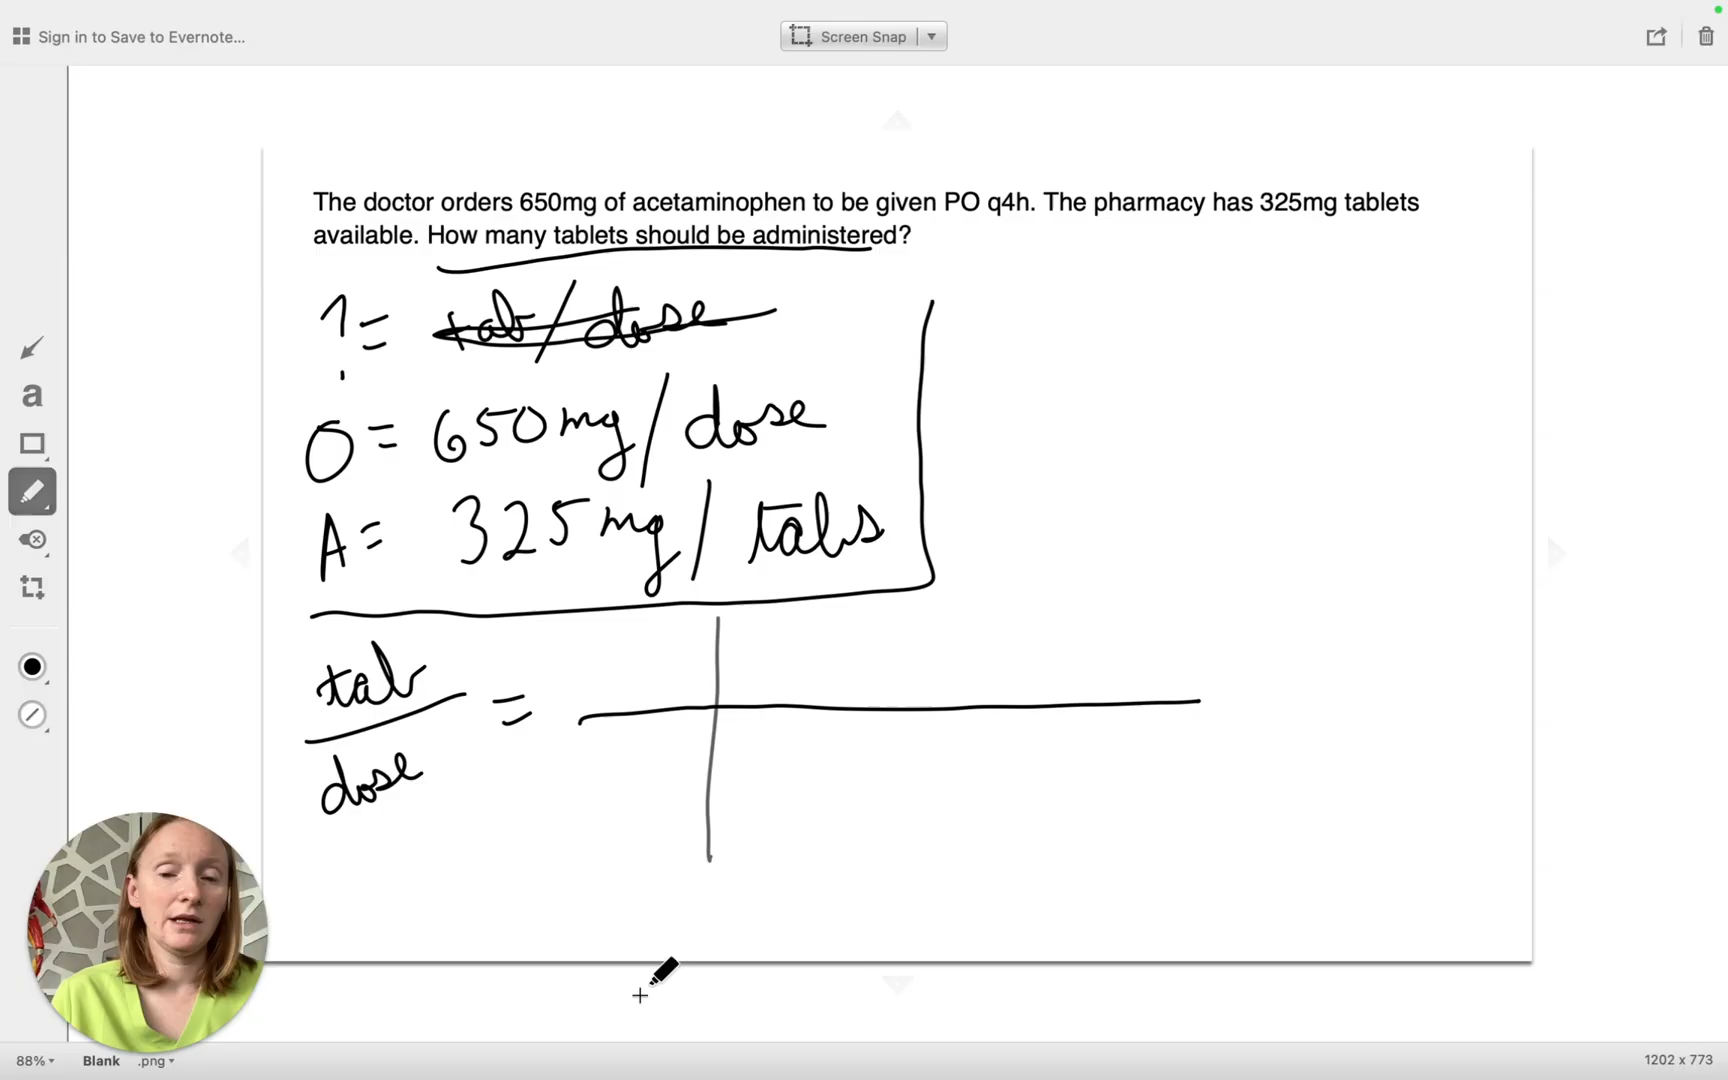 Sign in to Save to Evernote...
Screen Snap
The doctor orders 650mg of acetaminophen to be given PO q4h. The pharmacy has 325mg tablets
available. How many tablets should be administered?
? = tab/dose
O = 650mg/dose
A = 325mg/tabs
tab
=
dose
a
88%
Blank
.png
1202 x 773